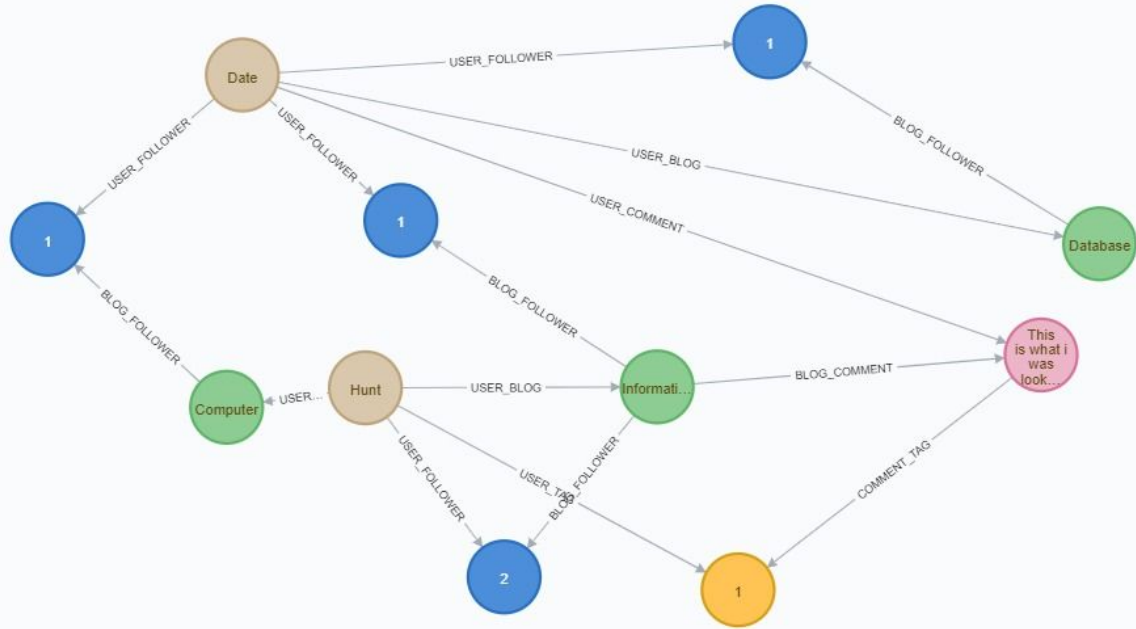 1
Date
USER_FOLLOWER
BLOG_FOLLOWER
USER_FOLLOWER
USER_FOLLOWER
USER_BLOG
USER_COMMENT
1
1
Database
BLOG_FOLLOWER
BLOG_FOLLOWER
This
is what i
was
look...
BLOG_COMMENT
Computer
USER...
Hunt
USER_BLOG
Informati...
USER_FOLLOWER
USER_TAG
BLOG_FOLLOWER
COMMENT_TAG
2
1